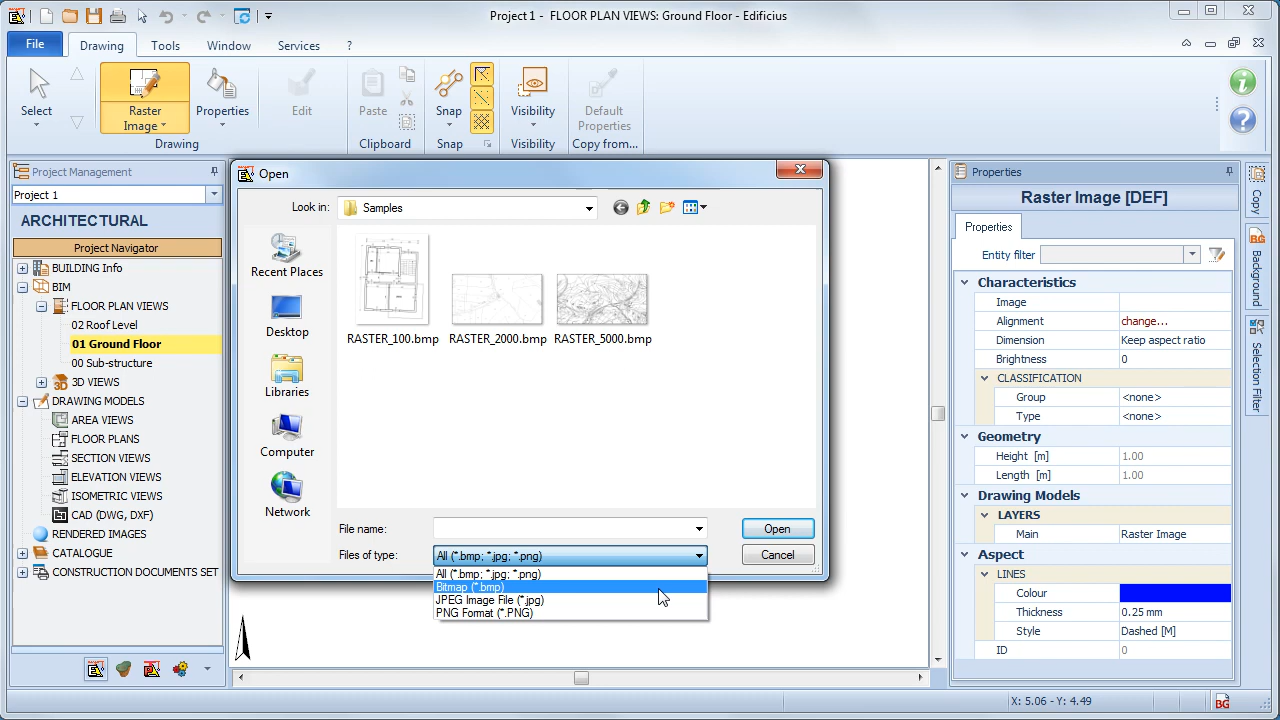 Project 1 - FLOOR PLAN VIEWS: Ground Floor - Edificius
File
Drawing
Tools
Window
Services
?
Select
Raster
Image
Properties
Edit
Drawing
Paste
Clipboard
Snap
Snap
Visibility
Visibility
Default
Properties
Copy from...
Project Management
Project 1
ARCHITECTURAL
Project Navigator
BUILDING Info
BIM
FLOOR PLAN VIEWS
02 Roof Level
01 Ground Floor
00 Sub-structure
3D VIEWS
DRAWING MODELS
AREA VIEWS
FLOOR PLANS
SECTION VIEWS
ELEVATION VIEWS
ISOMETRIC VIEWS
CAD (DWG, DXF)
RENDERED IMAGES
CATALOGUE
CONSTRUCTION DOCUMENTS SET
Open
Look in:
Samples
Recent Places
Desktop
Libraries
Computer
Network
RASTER_100.bmp
RASTER_2000.bmp
RASTER_5000.bmp
File name:
Open
Files of type:
All (*.bmp; *.jpg; *.png)
Cancel
All (*.bmp; *.jpg; *.png)
Bitmap (*.bmp)
JPEG Image File (*.jpg)
PNG Format (*.PNG)
Properties
Raster Image [DEF]
Properties
Entity filter
Characteristics
Image
Alignment change...
Dimension Keep aspect ratio
Brightness 0
CLASSIFICATION
Group <none>
Type <none>
Geometry
Height [m] 1.00
Length [m] 1.00
Drawing Models
LAYERS
Main Raster Image
Aspect
LINES
Colour
Thickness 0.25 mm
Style Dashed [M]
ID 0
Copy
BG
Background
Selection Filter
X: 5.06 - Y: 4.49
BG